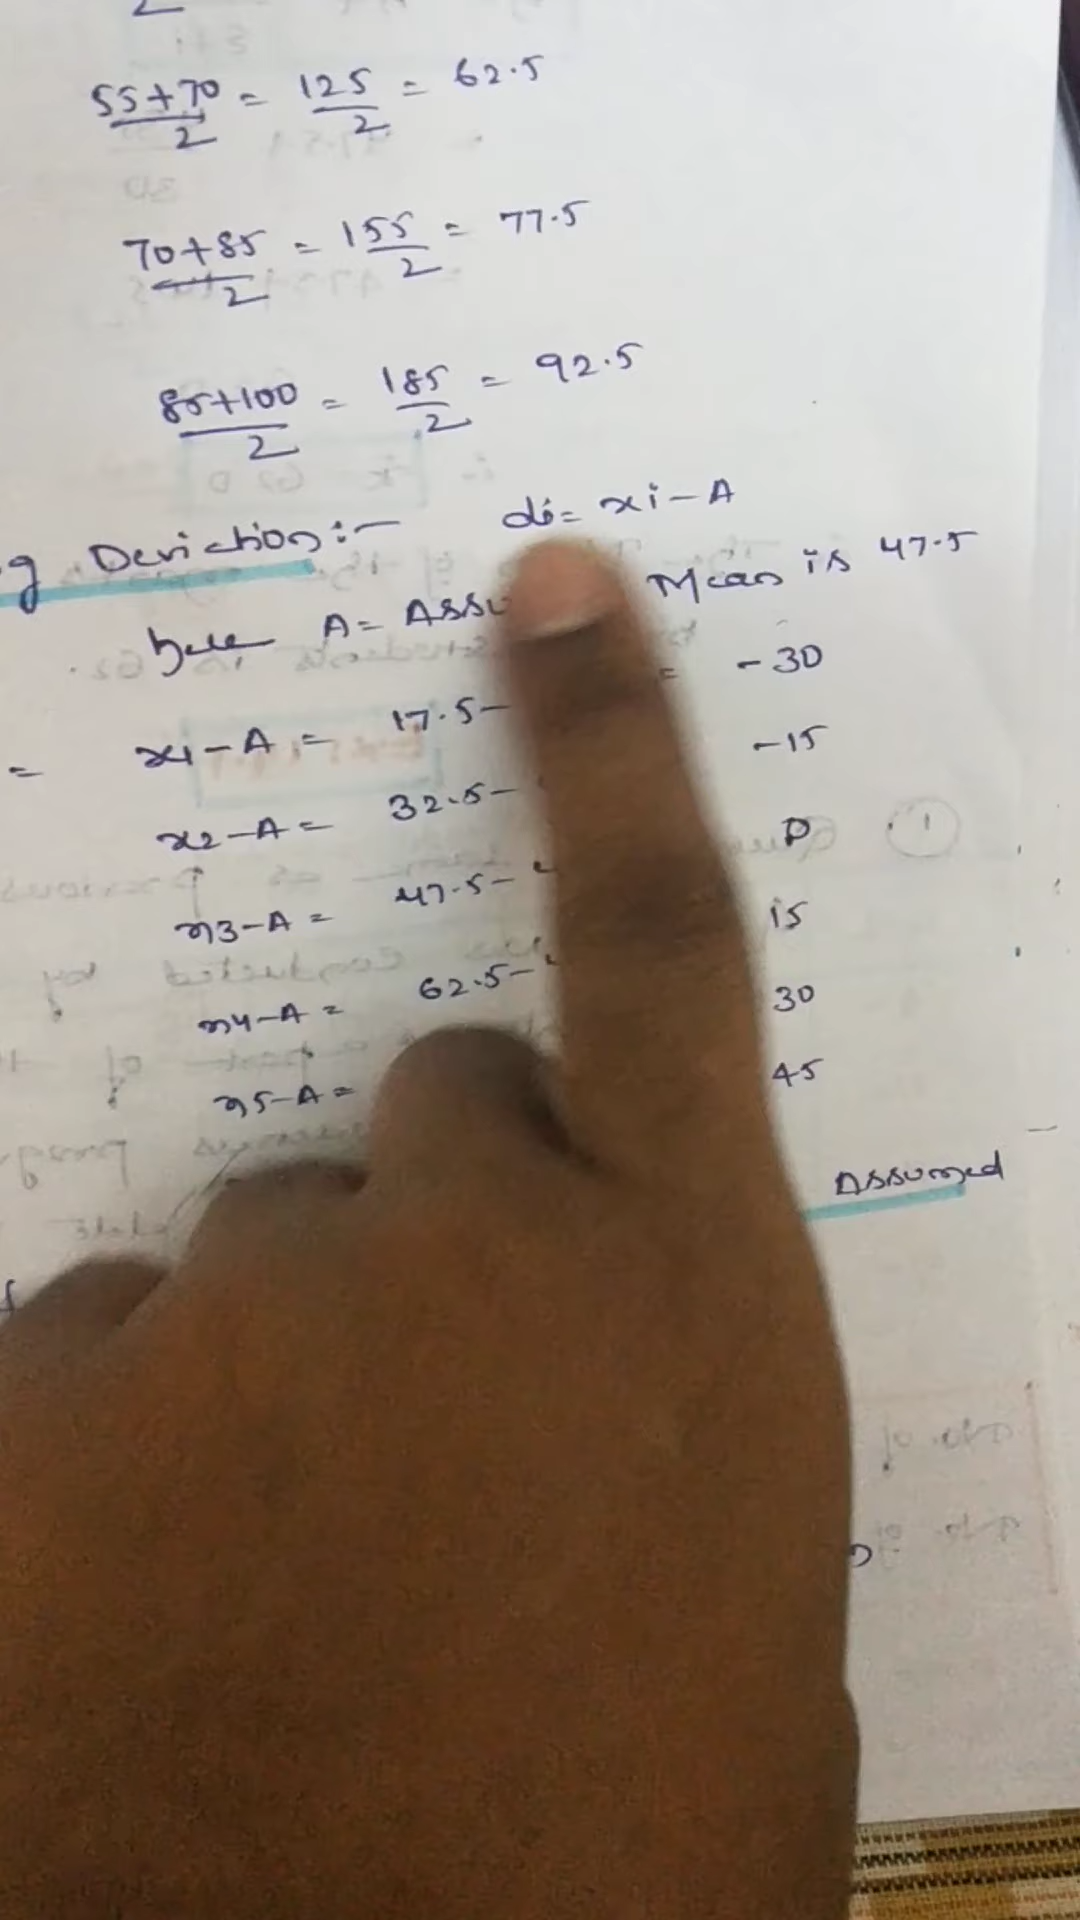 55+70/2 = 125/2 = 62.5
70+85/2 = 155/2 = 77.5
85+100/2 = 185/2 = 92.5
g Deviation:- di= xi-A
here A= Assu Mean is 47.5
= x1-A = 17.5- = -30
x2-A= 32.5- -15
x3-A= 47.5- 0
x4-A= 62.5- 15
x5-A= 30
45
Assumed